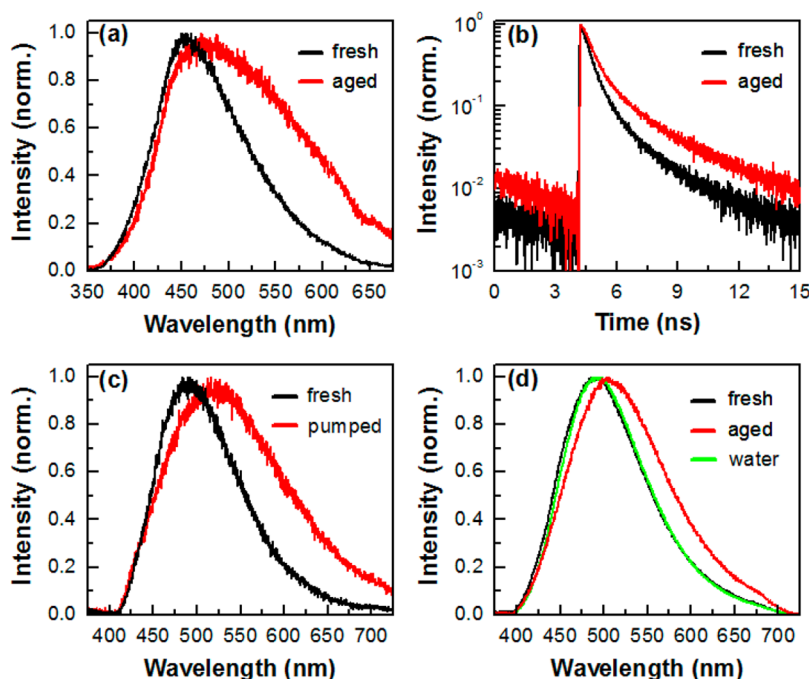 (a)
fresh
aged
Intensity (norm.)
1.0
0.8
0.6
0.4
0.2
0.0
350 400 450 500 550 600 650
Wavelength (nm)
(b)
fresh
aged
Intensity (norm.)
10⁰
10⁻¹
10⁻²
10⁻³
0 3 6 9 12 15
Time (ns)
(c)
fresh
pumped
Intensity (norm.)
1.0
0.8
0.6
0.4
0.2
0.0
400 450 500 550 600 650 700
Wavelength (nm)
(d)
fresh
aged
water
Intensity (norm.)
1.0
0.8
0.6
0.4
0.2
0.0
400 450 500 550 600 650 700
Wavelength (nm)